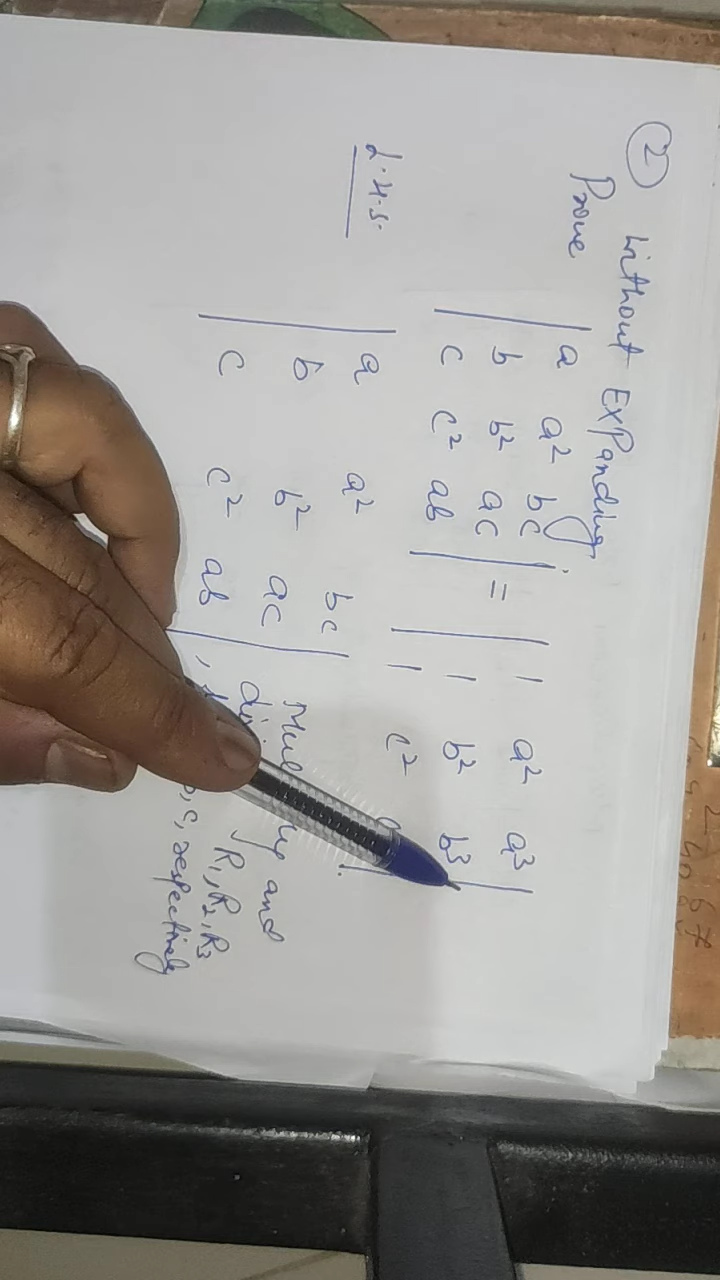 ② Without Expanding,
Prove
| a a² bc | = | 1 a² a³ |
| b b² ac | | 1 b² b³ |
| c c² ab | | 1 c²
L.H.S.
| a a² bc |
| b b² ac |
| c c² ab | ,
and
R₁, R₂, R₃
c, respectively